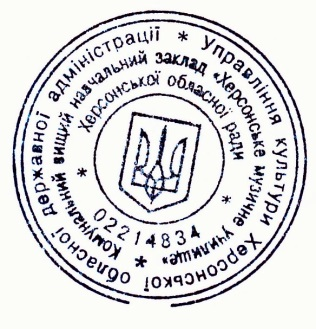 Управління культури Херсонської обласної державної адміністрації *
Комунальний вищий навчальний заклад «Херсонське музичне училище» *
* Херсонської обласної ради *
02214834